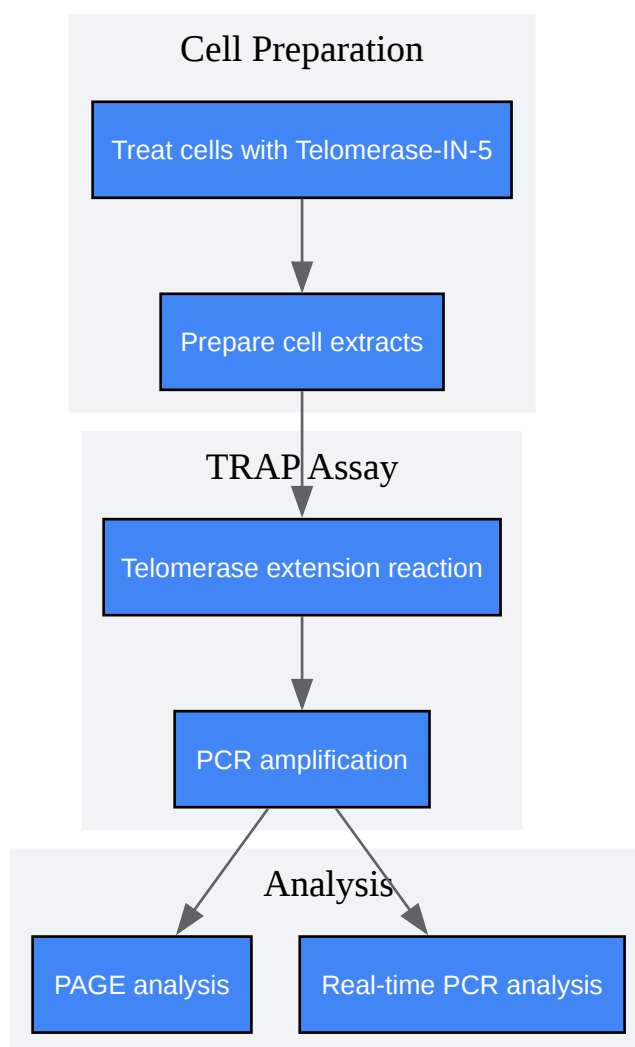 Cell Preparation
Treat cells with Telomerase-IN-5
Prepare cell extracts
TRAP Assay
Telomerase extension reaction
PCR amplification
Analysis
PAGE analysis
Real-time PCR analysis